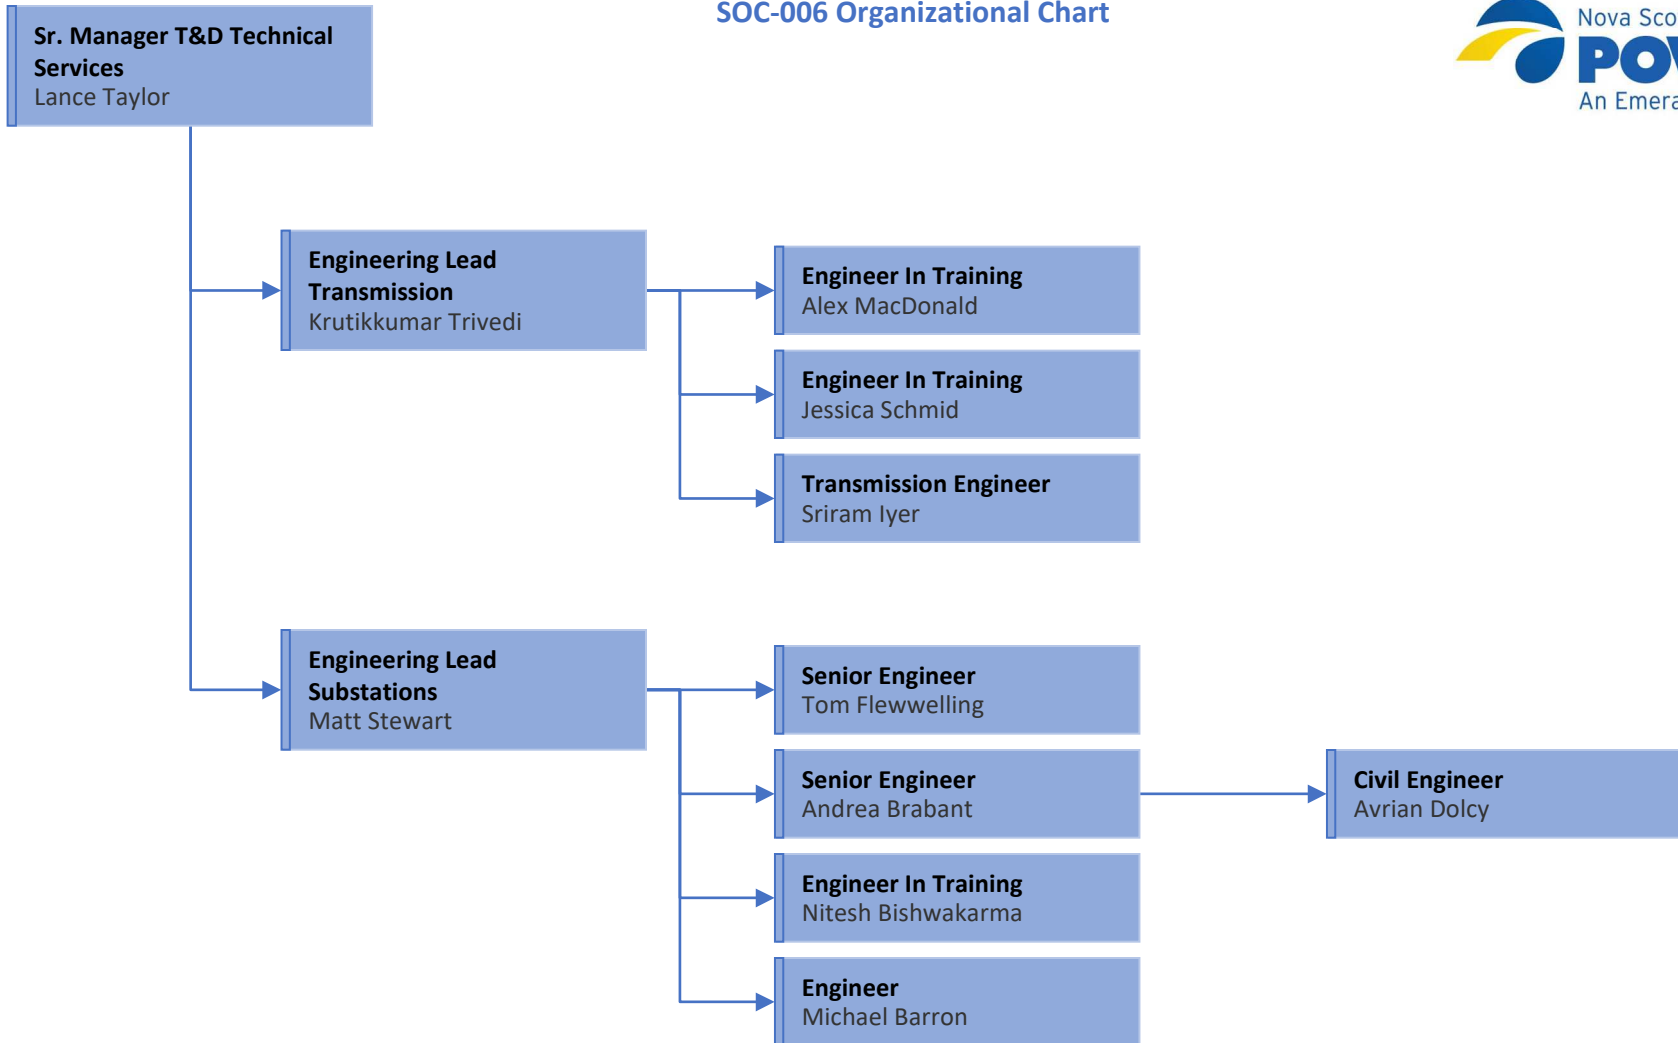 SOC-006 Organizational Chart
Nova Sco
POW
An Emera
Sr. Manager T&D Technical
Services
Lance Taylor
Engineering Lead
Transmission
Krutikkumar Trivedi
Engineer In Training
Alex MacDonald
Engineer In Training
Jessica Schmid
Transmission Engineer
Sriram Iyer
Engineering Lead
Substations
Matt Stewart
Senior Engineer
Tom Flewwelling
Senior Engineer
Andrea Brabant
Civil Engineer
Avrian Dolcy
Engineer In Training
Nitesh Bishwakarma
Engineer
Michael Barron